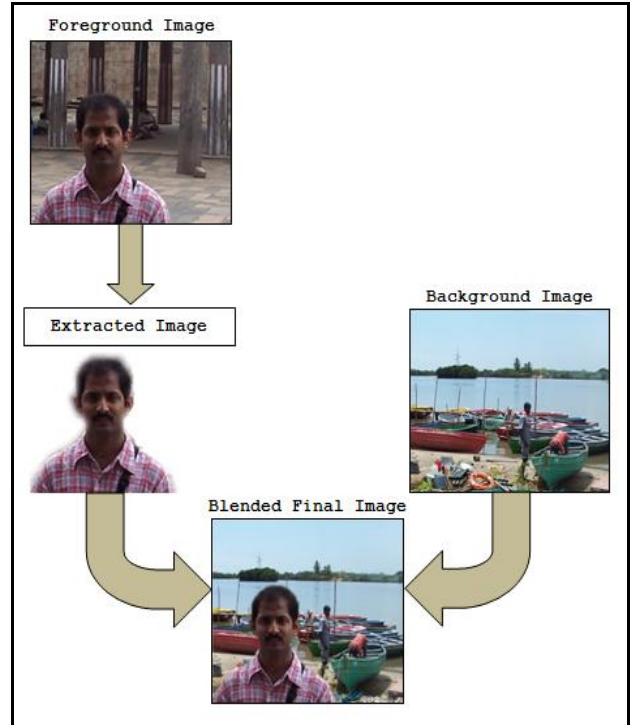 Foreground Image
Extracted Image
Background Image
Blended Final Image